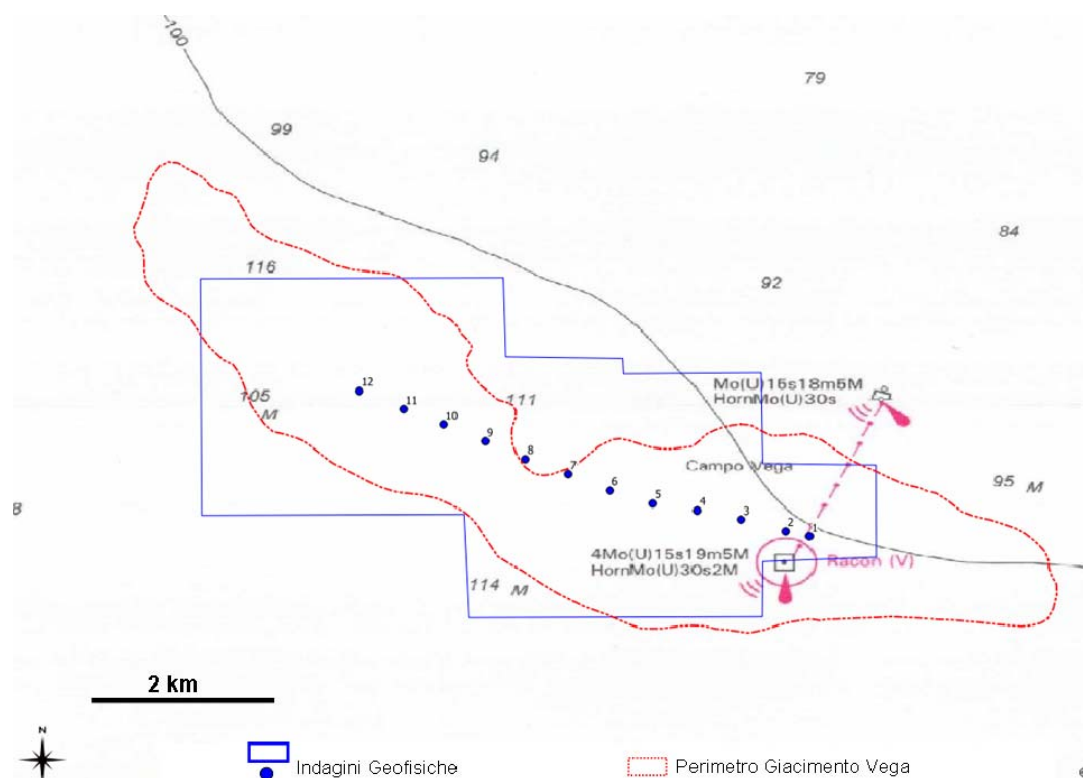 -100
79
99
94
84
116
92
12
Mo(U)15s18m5M
HornMo(U)30s
105
M
11
111
10
9
8
7
Campo Vega
95 M
6
5
4
3
2
1
4Mo(U)15s19m5M
HornMo(U)30s2M
Racon (V)
114 M
2 km
N
Indagini Geofisiche
Perimetro Giacimento Vega